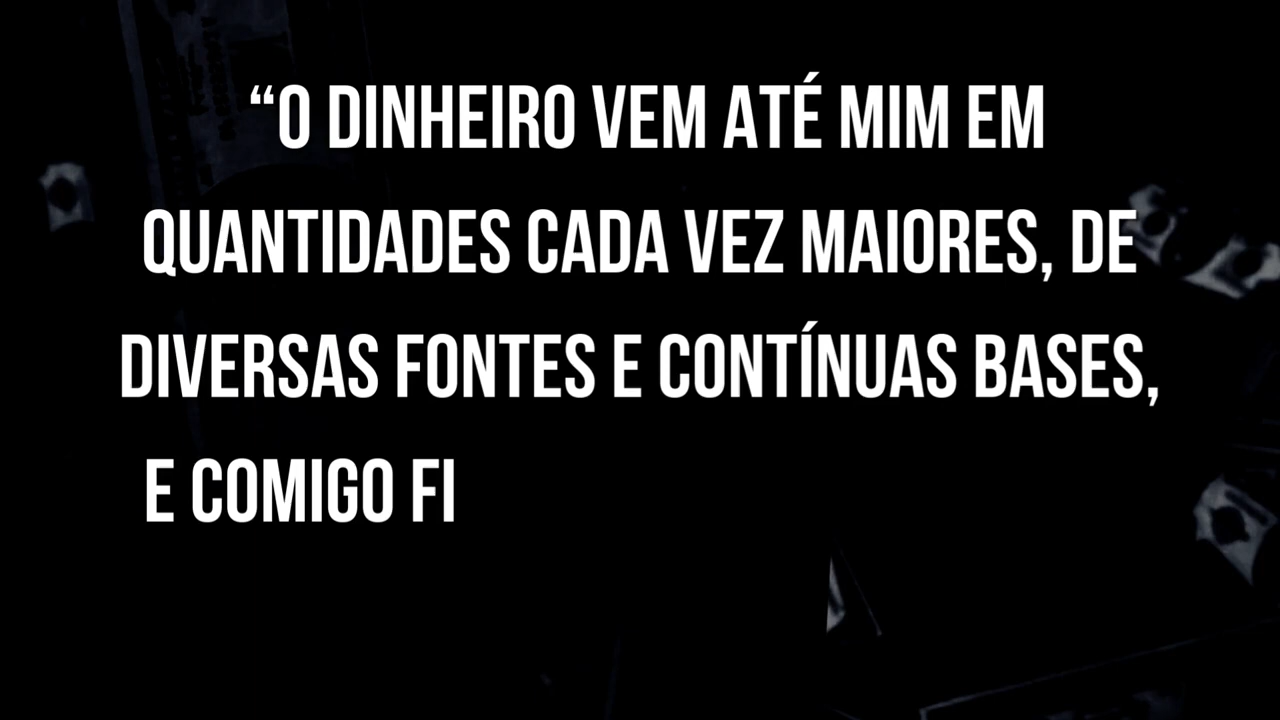 “O DINHEIRO VEM ATÉ MIM EM
QUANTIDADES CADA VEZ MAIORES, DE
DIVERSAS FONTES E CONTÍNUAS BASES,
E COMIGO FI